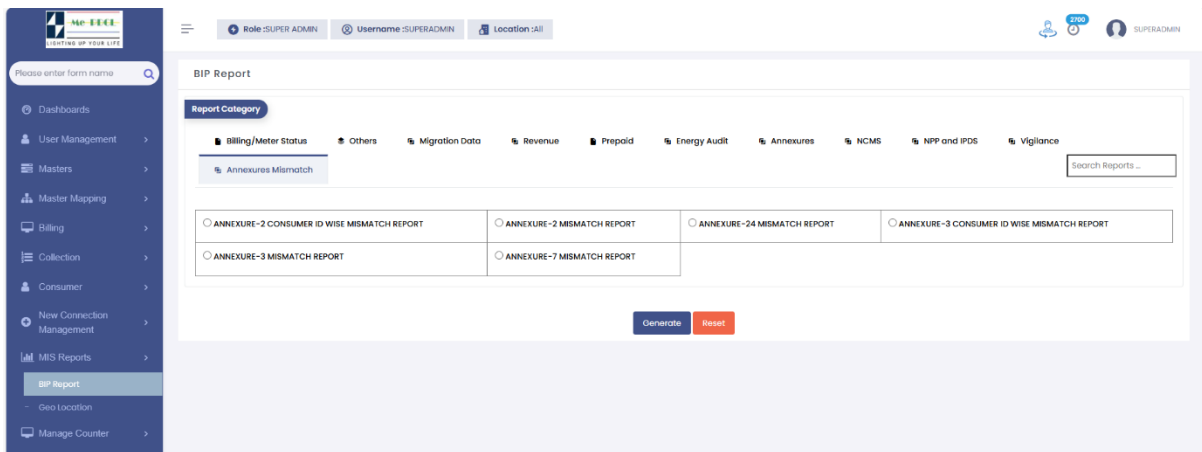 Me-PDCL
LIGHTING UP YOUR LIFE
Role :SUPER ADMIN
Username :SUPERADMIN
Location :All
2700
SUPERADMIN
Please enter form name
Dashboards
User Management
Masters
Master Mapping
Billing
Collection
Consumer
New Connection
Management
MIS Reports
BIP Report
Geo Location
Manage Counter
BIP Report
Report Category
Billing/Meter Status
Others
Migration Data
Revenue
Prepaid
Energy Audit
Annexures
NCMS
NPP and IPDS
Vigilance
Annexures Mismatch
Search Reports ..
ANNEXURE-2 CONSUMER ID WISE MISMATCH REPORT
ANNEXURE-2 MISMATCH REPORT
ANNEXURE-24 MISMATCH REPORT
ANNEXURE-3 CONSUMER ID WISE MISMATCH REPORT
ANNEXURE-3 MISMATCH REPORT
ANNEXURE-7 MISMATCH REPORT
Generate
Reset